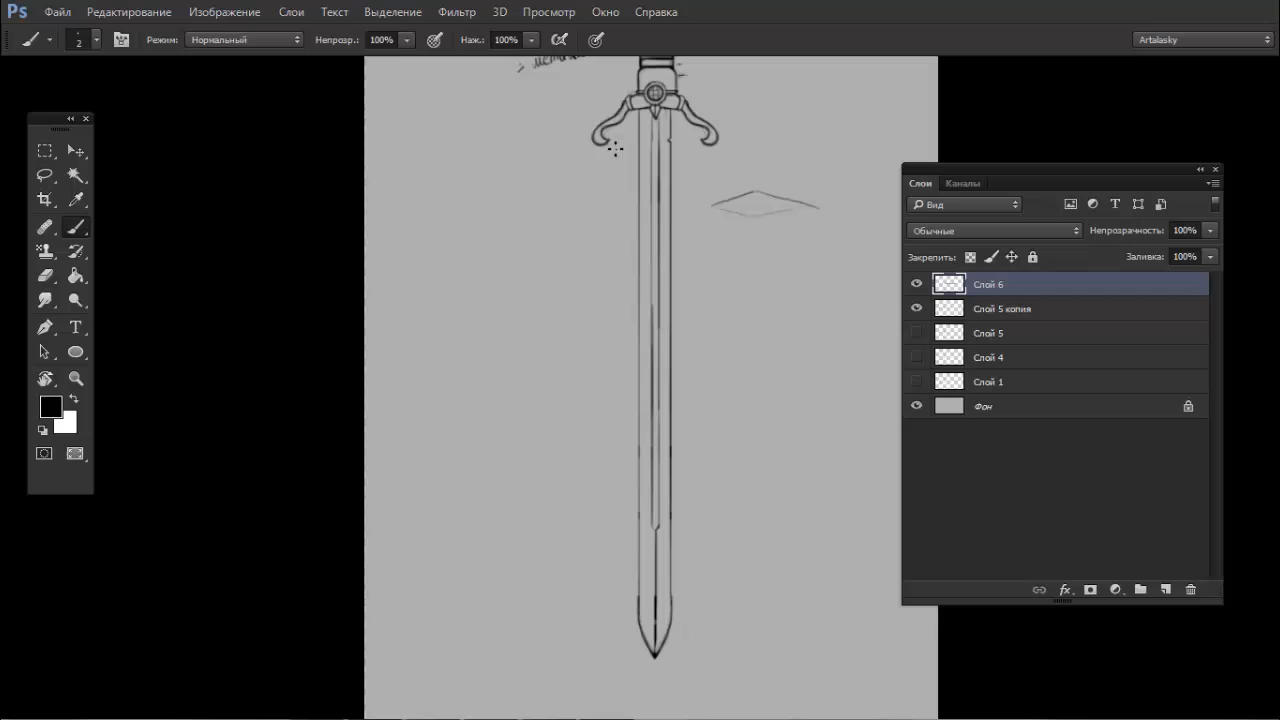 Ps Файл Редактирование Изображение Слои Текст Выделение Фильтр 3D Просмотр Окно Справка
2 Режим: Нормальный Непрозр.: 100% Наж.: 100% Artalasky
Слои Каналы
Вид
Обычные Непрозрачность: 100%
Закрепить: Заливка: 100%
Слой 6
Слой 5 копия
Слой 5
Слой 4
Слой 1
Фон